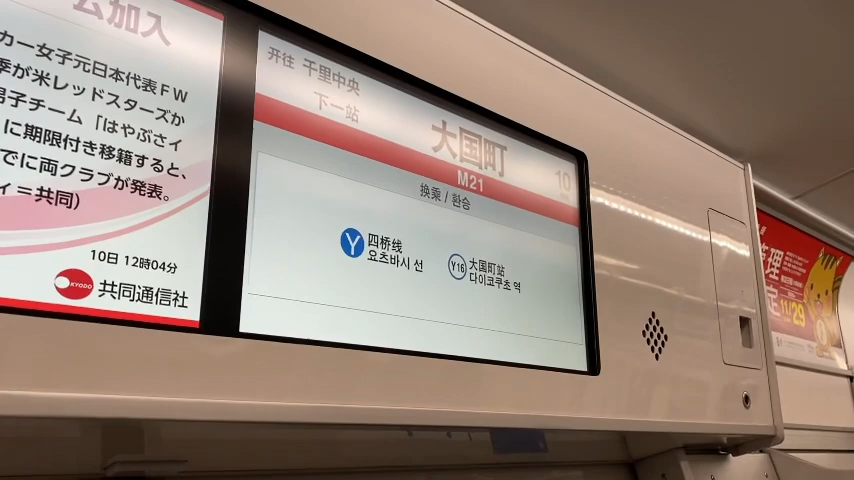 ム加入
カー女子元日本代表FW
季が米レッドスターズか
男子チーム「はやぶさイ
に期限付き移籍すると、
でに両クラブが発表。
ィ＝共同)
10日 12時04分
KYODO 共同通信社
开往 千里中央
下一站
大国町
M21
10
换乘 / 환승
Y 四桥线
요츠바시 선
Y16 大国町站
다이코쿠초 역
11/29